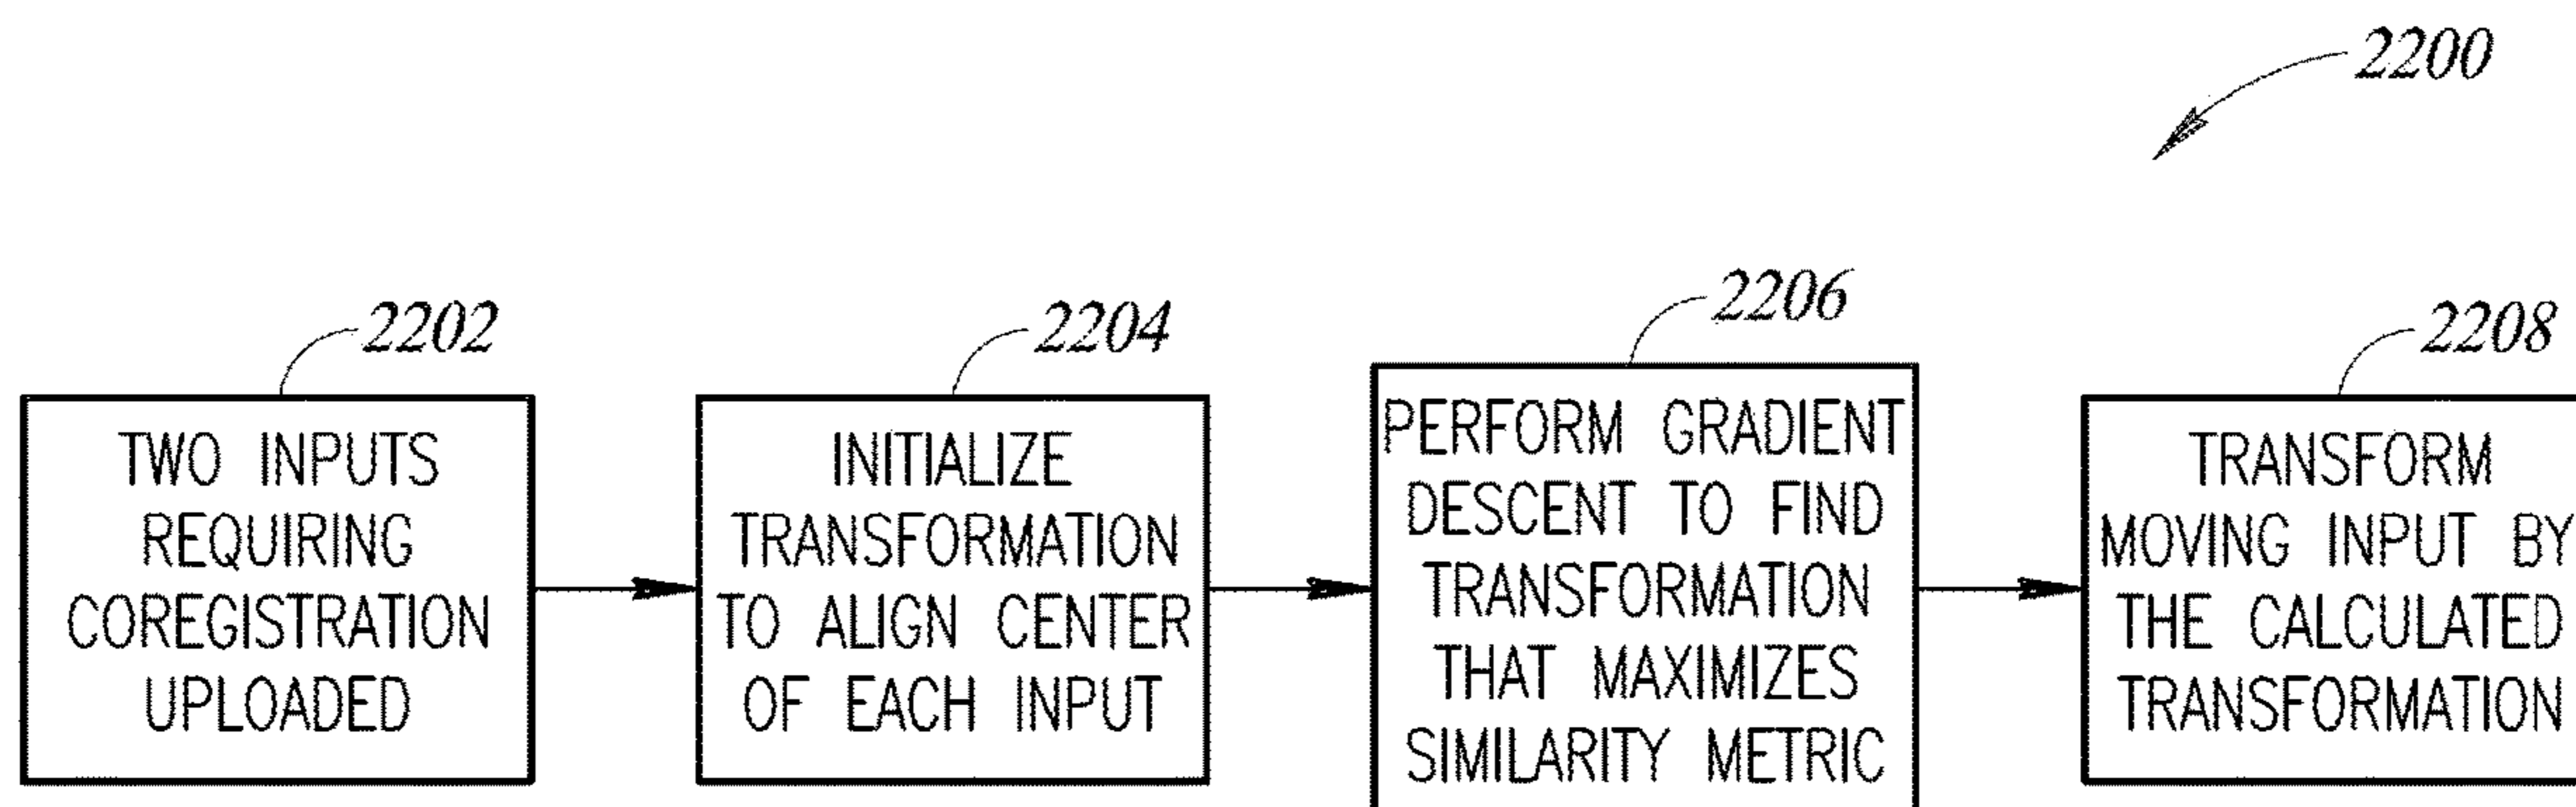 2200
2202
TWO INPUTS
REQUIRING
COREGISTRATION
UPLOADED
2204
INITIALIZE
TRANSFORMATION
TO ALIGN CENTER
OF EACH INPUT
2206
PERFORM GRADIENT
DESCENT TO FIND
TRANSFORMATION
THAT MAXIMIZES
SIMILARITY METRIC
2208
TRANSFORM
MOVING INPUT BY
THE CALCULATED
TRANSFORMATION